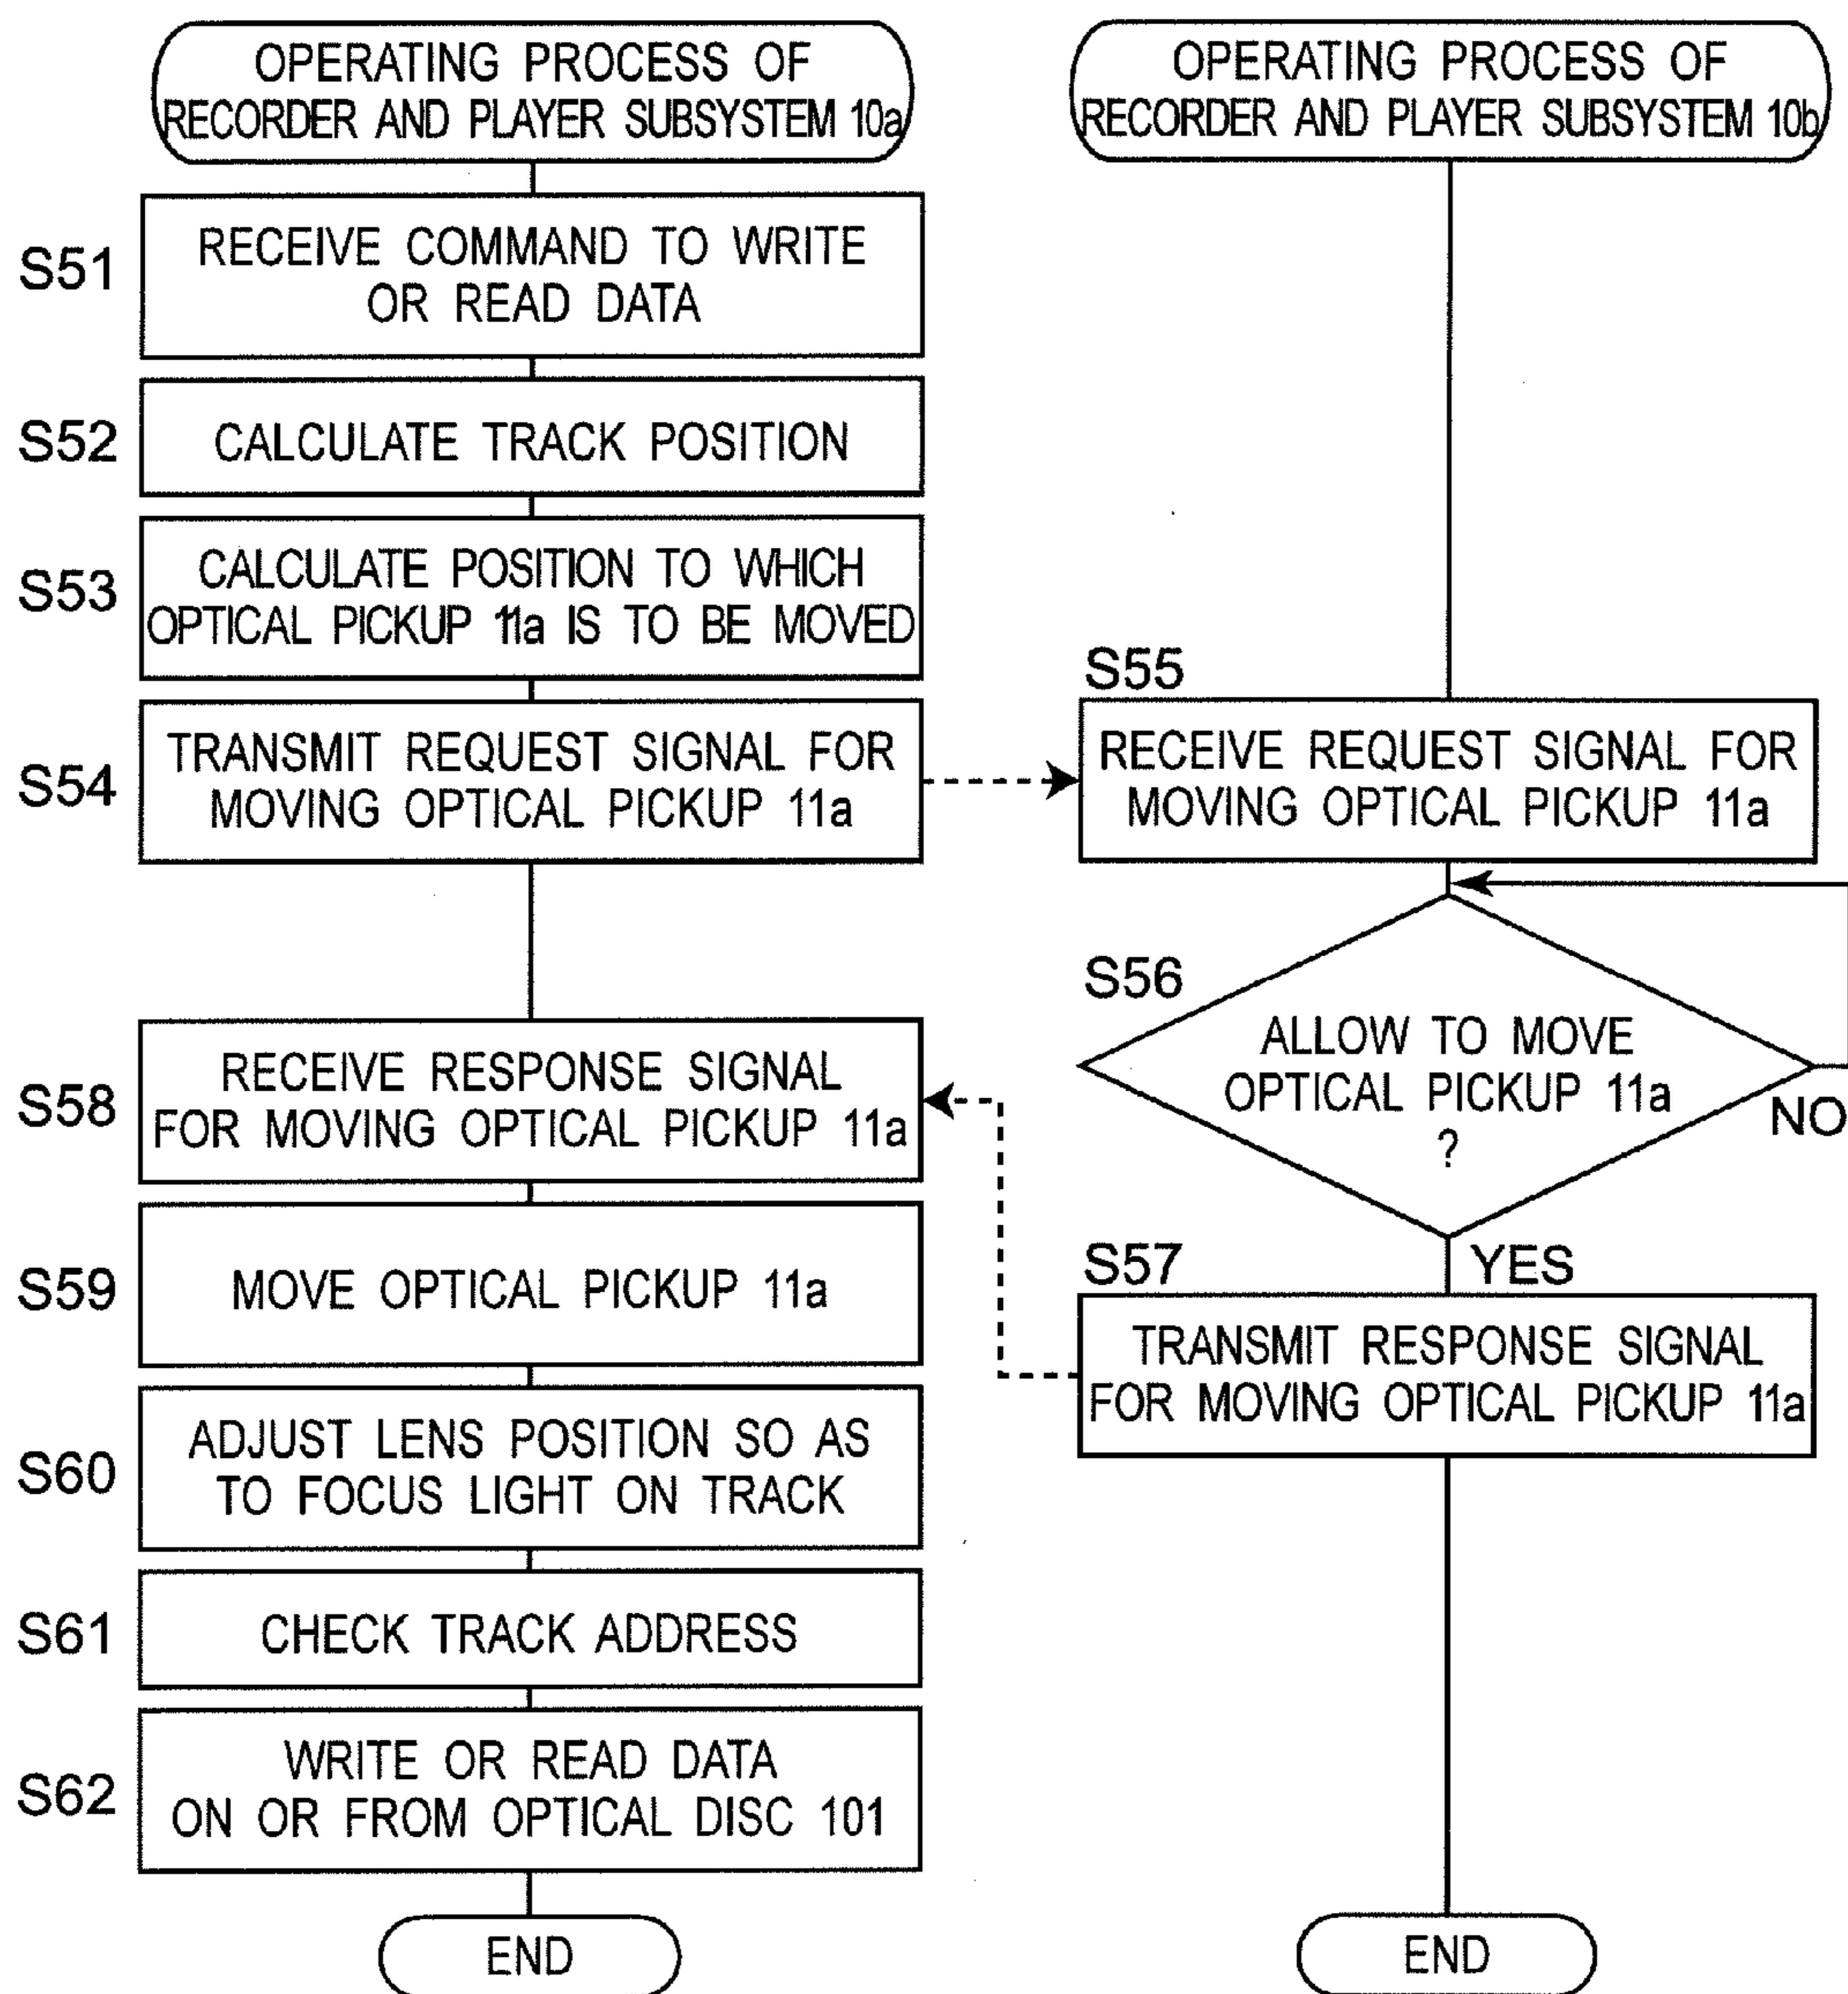 OPERATING PROCESS OF
RECORDER AND PLAYER SUBSYSTEM 10a
S51
RECEIVE COMMAND TO WRITE
OR READ DATA
S52
CALCULATE TRACK POSITION
S53
CALCULATE POSITION TO WHICH
OPTICAL PICKUP 11a IS TO BE MOVED
S54
TRANSMIT REQUEST SIGNAL FOR
MOVING OPTICAL PICKUP 11a
S58
RECEIVE RESPONSE SIGNAL
FOR MOVING OPTICAL PICKUP 11a
S59
MOVE OPTICAL PICKUP 11a
S60
ADJUST LENS POSITION SO AS
TO FOCUS LIGHT ON TRACK
S61
CHECK TRACK ADDRESS
S62
WRITE OR READ DATA
ON OR FROM OPTICAL DISC 101
END
OPERATING PROCESS OF
RECORDER AND PLAYER SUBSYSTEM 10b
S55
RECEIVE REQUEST SIGNAL FOR
MOVING OPTICAL PICKUP 11a
S56
ALLOW TO MOVE
OPTICAL PICKUP 11a
?
NO
YES
S57
TRANSMIT RESPONSE SIGNAL
FOR MOVING OPTICAL PICKUP 11a
END